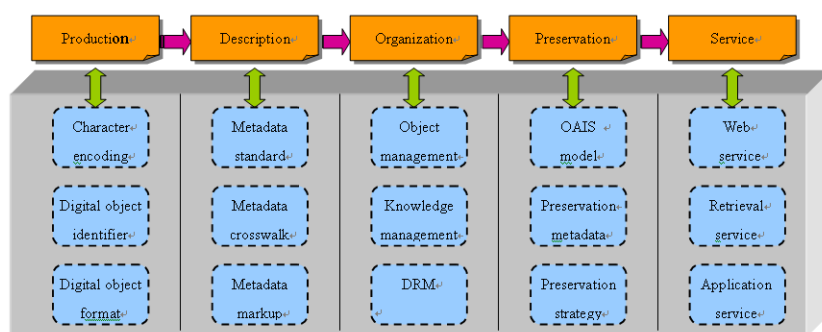 Production
Description
Organization
Preservation
Service
Character
encoding
Metadata
standard
Object
management
OAIS
model
Web
service
Digital object
identifier
Metadata
crosswalk
Knowledge
management
Preservation
metadata
Retrieval
service
Digital object
format
Metadata
markup
DRM
Preservation
strategy
Application
service